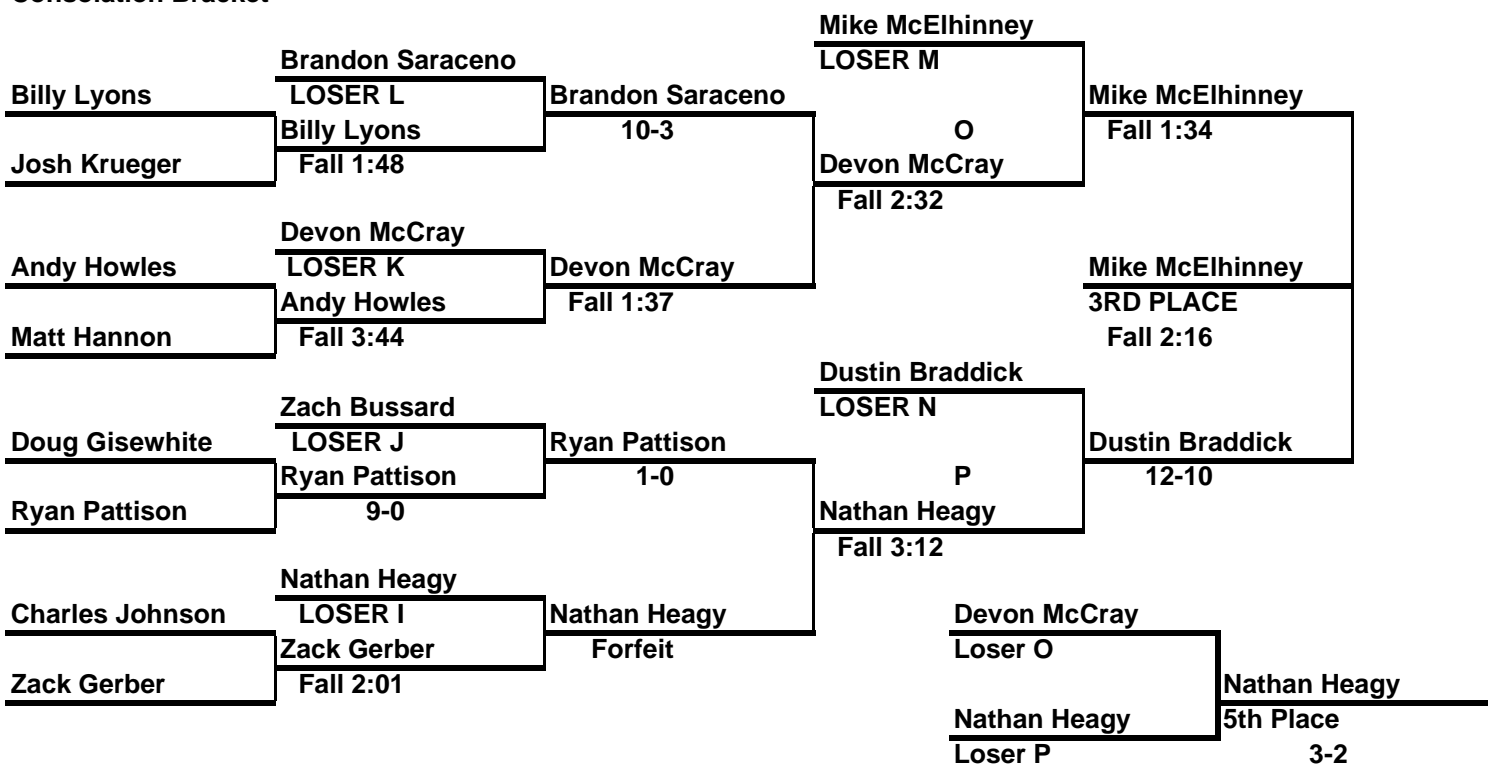 Mike McElhinney
Brandon Saraceno LOSER M
Billy Lyons LOSER L Brandon Saraceno Mike McElhinney
Billy Lyons 10-3 O Fall 1:34
Josh Krueger Fall 1:48 Devon McCray
Fall 2:32
Devon McCray
Andy Howles LOSER K Devon McCray Mike McElhinney
Andy Howles Fall 1:37 3RD PLACE
Matt Hannon Fall 3:44 Fall 2:16
Dustin Braddick
Zach Bussard LOSER N
Doug Gisewhite LOSER J Ryan Pattison Dustin Braddick
Ryan Pattison 1-0 P 12-10
Ryan Pattison 9-0 Nathan Heagy
Fall 3:12
Nathan Heagy
Charles Johnson LOSER I Nathan Heagy Devon McCray
Zack Gerber Forfeit Loser O
Zack Gerber Fall 2:01 Nathan Heagy
Nathan Heagy 5th Place
Loser P 3-2